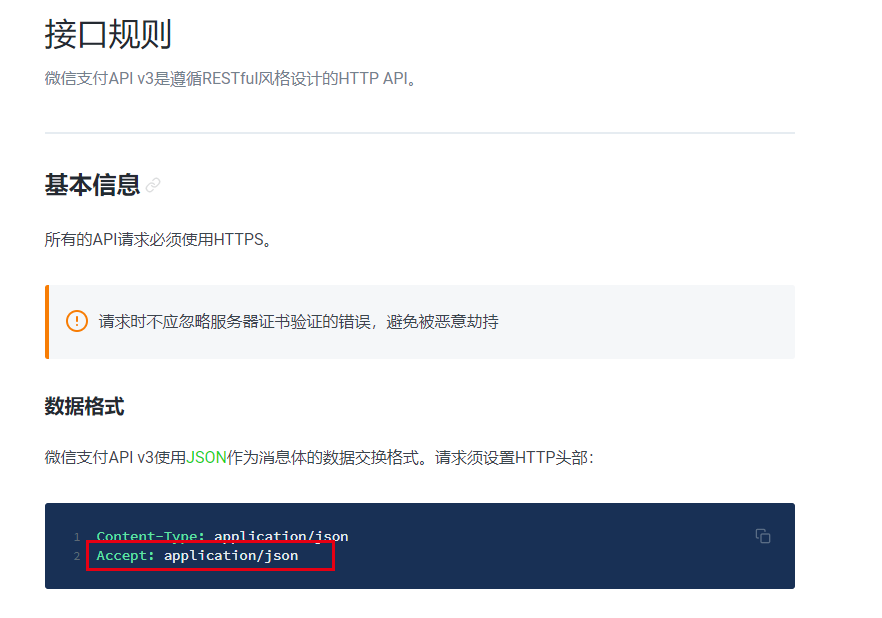 接口规则
微信支付API v3是遵循RESTful风格设计的HTTP API。
基本信息
所有的API请求必须使用HTTPS。
请求时不应忽略服务器证书验证的错误，避免被恶意劫持
数据格式
微信支付API v3使用JSON作为消息体的数据交换格式。请求须设置HTTP头部：
1 Content-Type: application/json
2 Accept: application/json